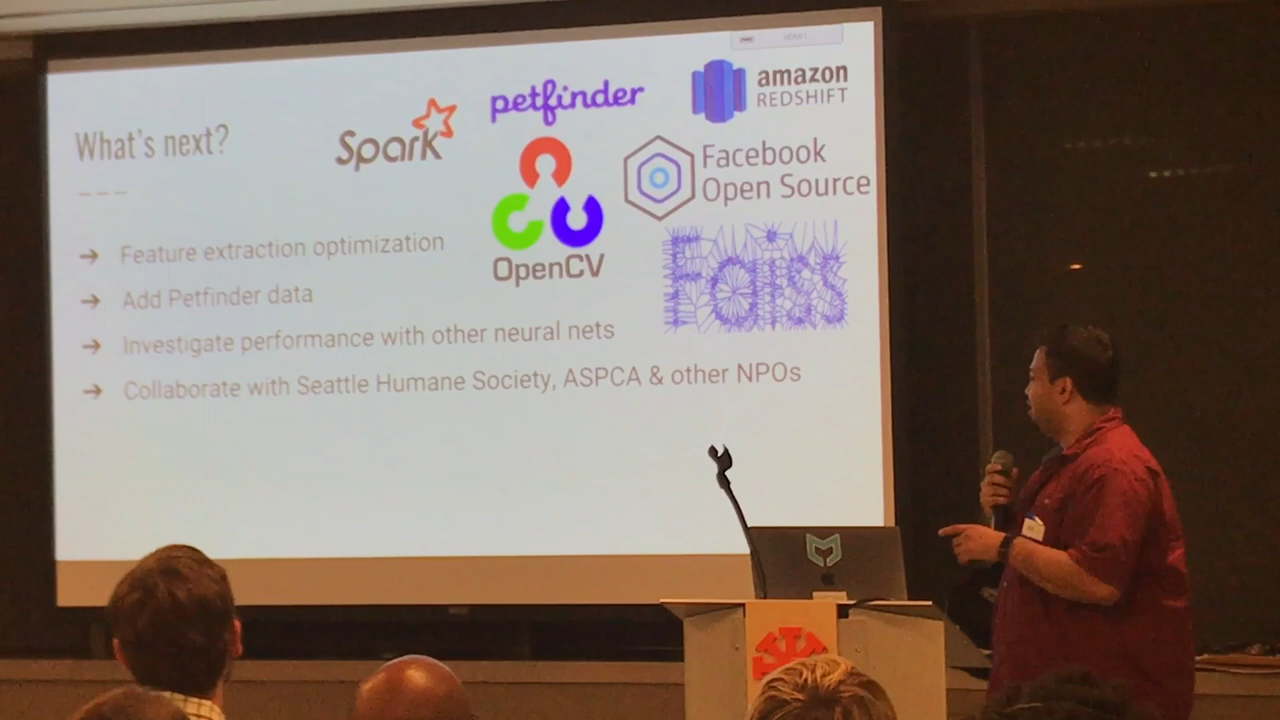 What's next?
Spark
petfinder
amazon
REDSHIFT
OpenCV
Facebook
Open Source
Faiss
→ Feature extraction optimization
→ Add Petfinder data
→ Investigate performance with other neural nets
→ Collaborate with Seattle Humane Society, ASPCA & other NPOs